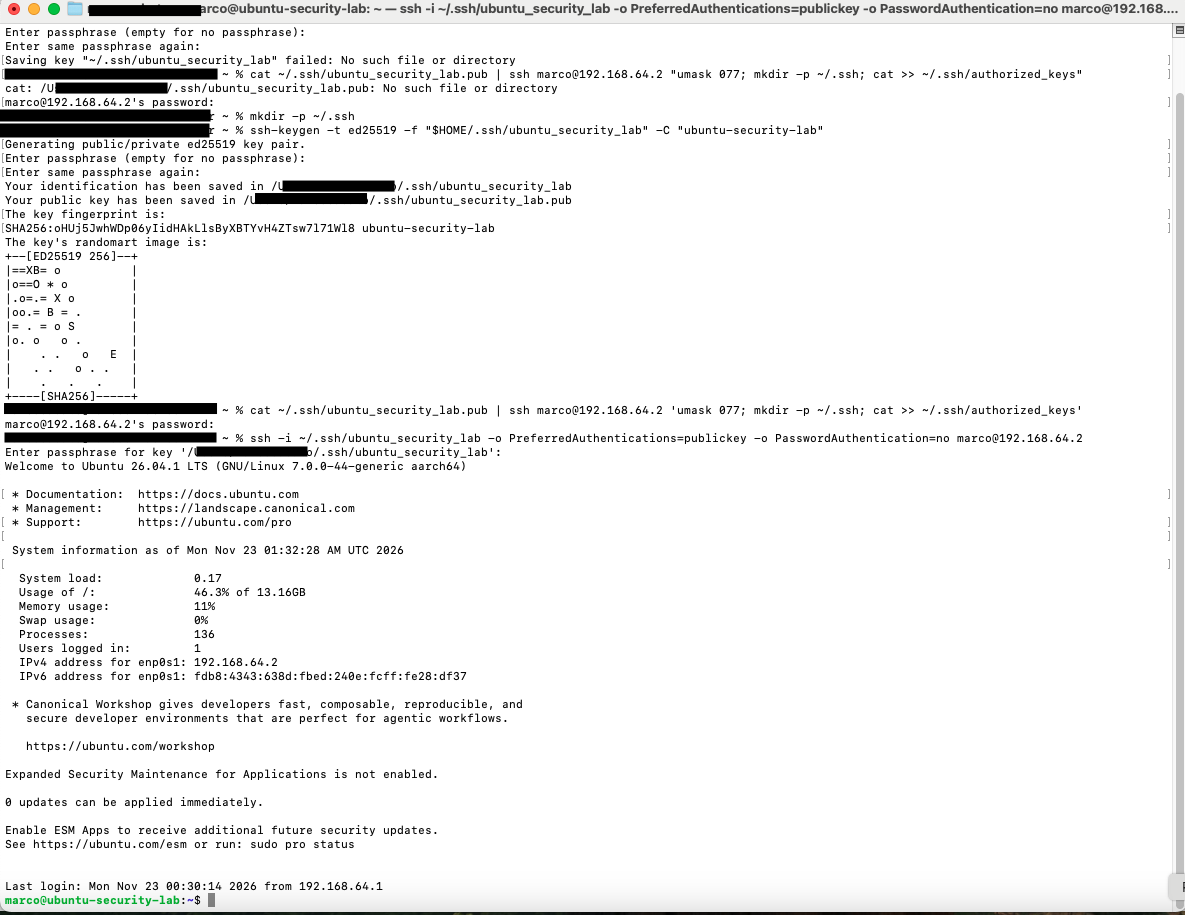 arco@ubuntu-security-lab: ~ — ssh -i ~/.ssh/ubuntu_security_lab -o PreferredAuthentications=publickey -o PasswordAuthentication=no marco@192.168....
Enter passphrase (empty for no passphrase):
Enter same passphrase again:
[Saving key "~/.ssh/ubuntu_security_lab" failed: No such file or directory ]
[ ~ % cat ~/.ssh/ubuntu_security_lab.pub | ssh marco@192.168.64.2 "umask 077; mkdir -p ~/.ssh; cat >> ~/.ssh/authorized_keys" ]
cat: /U /.ssh/ubuntu_security_lab.pub: No such file or directory
[marco@192.168.64.2's password: ]
~ % mkdir -p ~/.ssh
~ % ssh-keygen -t ed25519 -f "$HOME/.ssh/ubuntu_security_lab" -C "ubuntu-security-lab"
[Generating public/private ed25519 key pair. ]
[Enter passphrase (empty for no passphrase): ]
[Enter same passphrase again: ]
Your identification has been saved in /U /.ssh/ubuntu_security_lab
Your public key has been saved in /U /.ssh/ubuntu_security_lab.pub
[The key fingerprint is: ]
[SHA256:oHUj5JwhWDp06yIidHAkLlsByXBTYvH4ZTsw7l71Wl8 ubuntu-security-lab ]
The key's randomart image is:
+--[ED25519 256]--+
|==XB= o          |
|o==O * o         |
|.o=.= X o        |
|oo.= B = .       |
|= . = o S        |
|o. o   o .       |
|    . .   o   E  |
|   . .   o . .   |
|    .   .   .    |
+----[SHA256]-----+
~ % cat ~/.ssh/ubuntu_security_lab.pub | ssh marco@192.168.64.2 'umask 077; mkdir -p ~/.ssh; cat >> ~/.ssh/authorized_keys'
marco@192.168.64.2's password:
~ % ssh -i ~/.ssh/ubuntu_security_lab -o PreferredAuthentications=publickey -o PasswordAuthentication=no marco@192.168.64.2
Enter passphrase for key '/U o/.ssh/ubuntu_security_lab':
Welcome to Ubuntu 26.04.1 LTS (GNU/Linux 7.0.0-44-generic aarch64)
[ * Documentation:  https://docs.ubuntu.com ]
* Management:     https://landscape.canonical.com
[ * Support:        https://ubuntu.com/pro ]
[ ]
System information as of Mon Nov 23 01:32:28 AM UTC 2026
[ ]
System load:             0.17
Usage of /:              46.3% of 13.16GB
Memory usage:            11%
Swap usage:              0%
Processes:               136
Users logged in:         1
IPv4 address for enp0s1: 192.168.64.2
IPv6 address for enp0s1: fdb8:4343:638d:fbed:240e:fcff:fe28:df37
* Canonical Workshop gives developers fast, composable, reproducible, and
secure developer environments that are perfect for agentic workflows.
https://ubuntu.com/workshop
Expanded Security Maintenance for Applications is not enabled.
0 updates can be applied immediately.
Enable ESM Apps to receive additional future security updates.
See https://ubuntu.com/esm or run: sudo pro status
Last login: Mon Nov 23 00:30:14 2026 from 192.168.64.1
marco@ubuntu-security-lab:~$